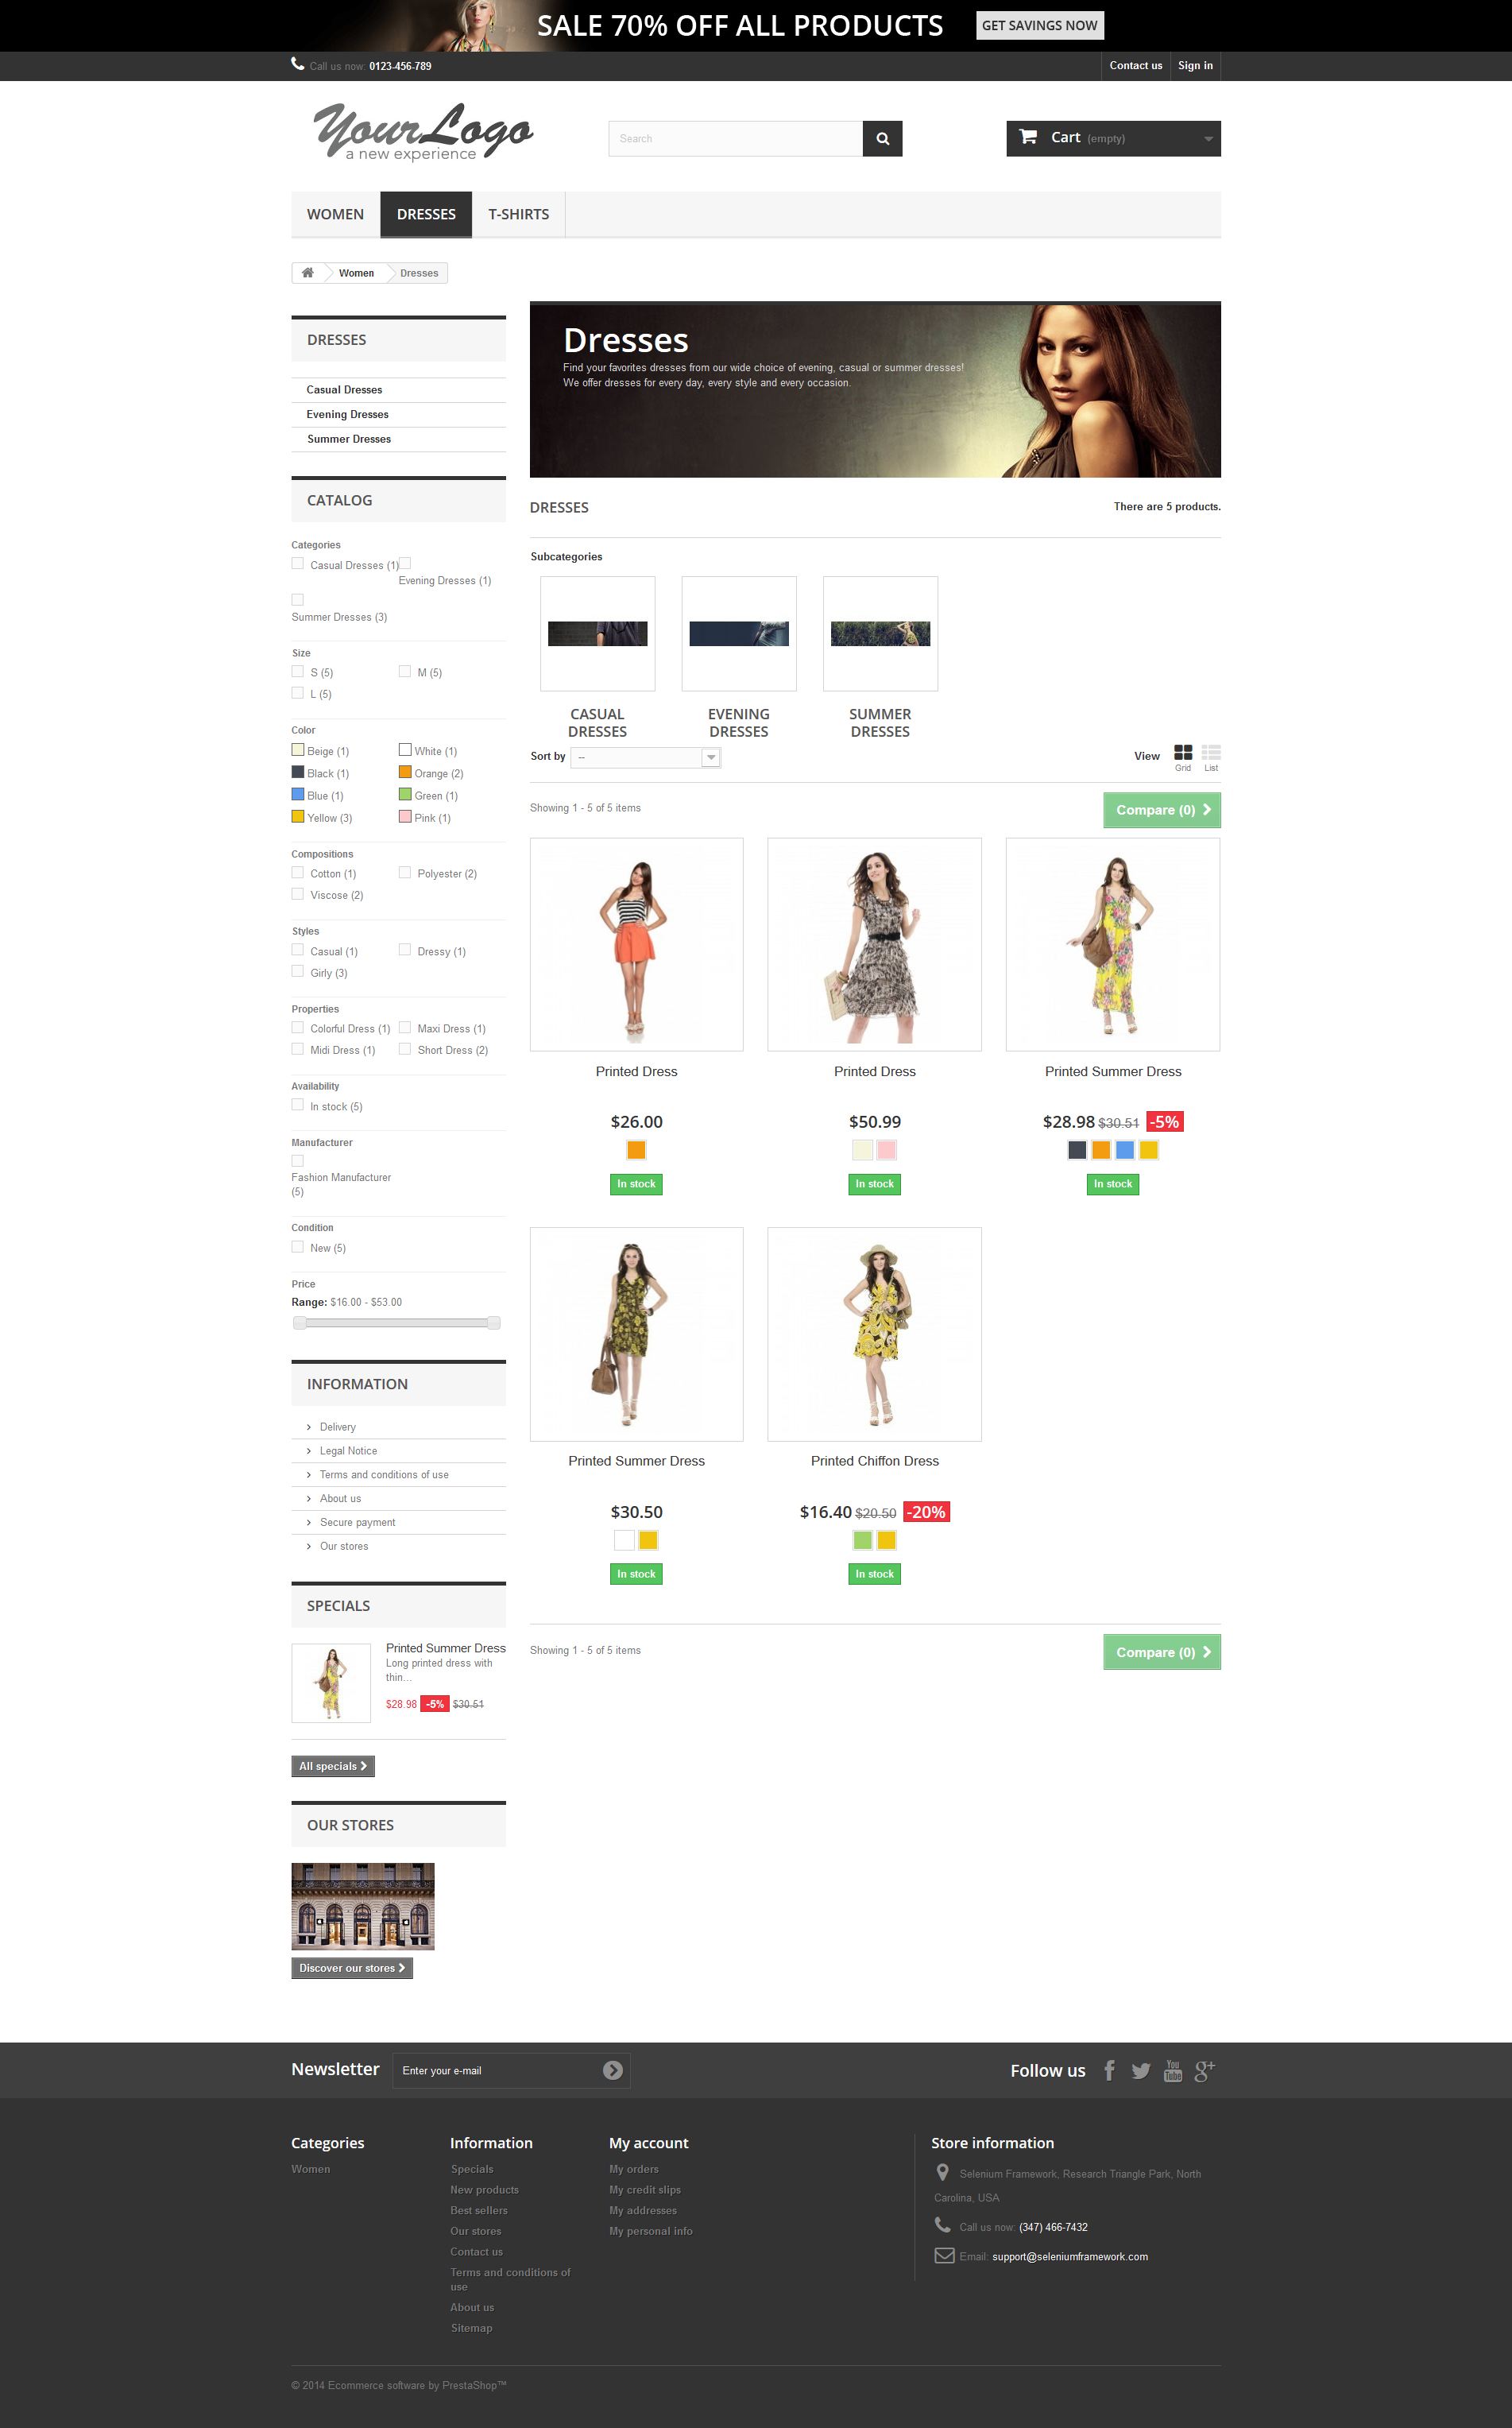 SALE 70% OFF ALL PRODUCTS GET SAVINGS NOW
Call us now: 0123-456-789 Contact us Sign in
YourLogo
a new experience
Search
Cart (empty)
WOMEN DRESSES T-SHIRTS
Women Dresses
DRESSES
Casual Dresses
Evening Dresses
Summer Dresses
CATALOG
Categories
Casual Dresses (1)
Evening Dresses (1)
Summer Dresses (3)
Size
S (5) M (5)
L (5)
Color
Beige (1) White (1)
Black (1) Orange (2)
Blue (1) Green (1)
Yellow (3) Pink (1)
Compositions
Cotton (1) Polyester (2)
Viscose (2)
Styles
Casual (1) Dressy (1)
Girly (3)
Properties
Colorful Dress (1) Maxi Dress (1)
Midi Dress (1) Short Dress (2)
Availability
In stock (5)
Manufacturer
Fashion Manufacturer
(5)
Condition
New (5)
Price
Range: $16.00 - $53.00
INFORMATION
Delivery
Legal Notice
Terms and conditions of use
About us
Secure payment
Our stores
SPECIALS
Printed Summer Dress
Long printed dress with
thin...
$28.98 -5% $30.51
All specials
OUR STORES
Discover our stores
Dresses
Find your favorites dresses from our wide choice of evening, casual or summer dresses!
We offer dresses for every day, every style and every occasion.
DRESSES There are 5 products.
Subcategories
CASUAL
DRESSES
EVENING
DRESSES
SUMMER
DRESSES
Sort by -- View Grid List
Showing 1 - 5 of 5 items Compare (0)
Printed Dress
$26.00
In stock
Printed Dress
$50.99
In stock
Printed Summer Dress
$28.98 $30.51 -5%
In stock
Printed Summer Dress
$30.50
In stock
Printed Chiffon Dress
$16.40 $20.50 -20%
In stock
Showing 1 - 5 of 5 items Compare (0)
Newsletter Enter your e-mail Follow us You Tube g+
Categories
Women
Information
Specials
New products
Best sellers
Our stores
Contact us
Terms and conditions of
use
About us
Sitemap
My account
My orders
My credit slips
My addresses
My personal info
Store information
Selenium Framework, Research Triangle Park, North
Carolina, USA
Call us now: (347) 466-7432
Email: support@seleniumframework.com
© 2014 Ecommerce software by PrestaShop™